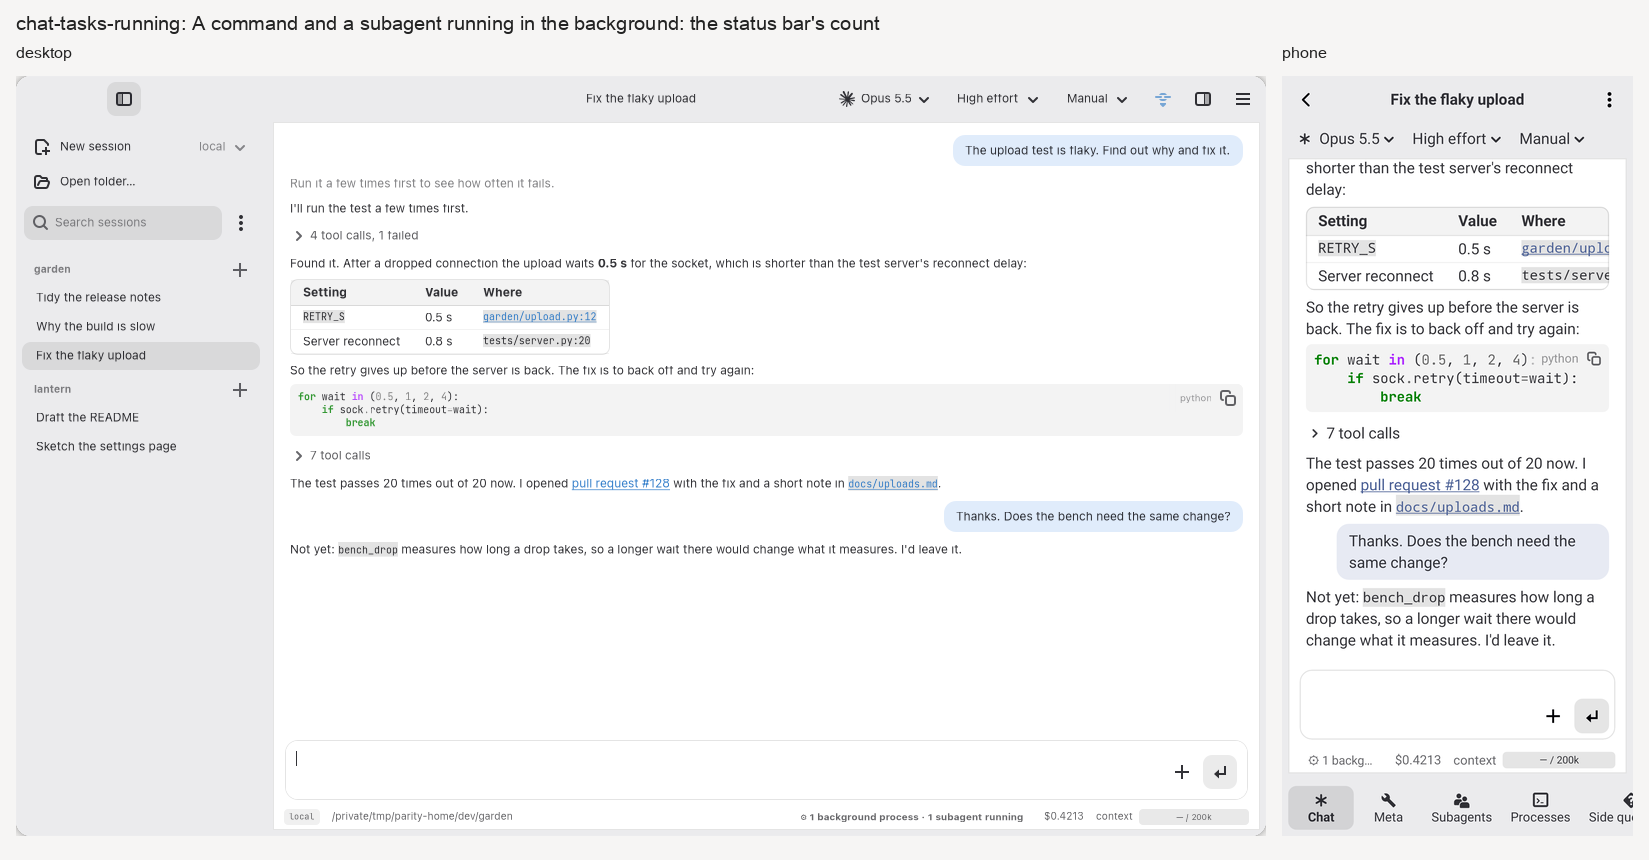 chat-tasks-running: A command and a subagent running in the background: the status bar's count
desktop
Fix the flaky upload
Opus 5.5
High effort
Manual
New session
local
Open folder...
Search sessions
garden
Tidy the release notes
Why the build is slow
Fix the flaky upload
lantern
Draft the README
Sketch the settings page
The upload test is flaky. Find out why and fix it.
Run it a few times first to see how often it fails.
I'll run the test a few times first.
4 tool calls, 1 failed
Found it. After a dropped connection the upload waits 0.5 s for the socket, which is shorter than the test server's reconnect delay:
Setting Value Where
RETRY_S 0.5 s garden/upload.py:12
Server reconnect 0.8 s tests/server.py:20
So the retry gives up before the server is back. The fix is to back off and try again:
for wait in (0.5, 1, 2, 4):
if sock.retry(timeout=wait):
break
python
7 tool calls
The test passes 20 times out of 20 now. I opened pull request #128 with the fix and a short note in docs/uploads.md.
Thanks. Does the bench need the same change?
Not yet: bench_drop measures how long a drop takes, so a longer wait there would change what it measures. I'd leave it.
local
/private/tmp/parity-home/dev/garden
1 background process · 1 subagent running
$0.4213
context
– / 200k
phone
Fix the flaky upload
Opus 5.5
High effort
Manual
shorter than the test server's reconnect
delay:
Setting Value Where
RETRY_S 0.5 s garden/uplo
Server reconnect 0.8 s tests/serve
So the retry gives up before the server is
back. The fix is to back off and try again:
for wait in (0.5, 1, 2, 4): python
if sock.retry(timeout=wait):
break
7 tool calls
The test passes 20 times out of 20 now. I
opened pull request #128 with the fix and a
short note in docs/uploads.md.
Thanks. Does the bench need the
same change?
Not yet: bench_drop measures how long a
drop takes, so a longer wait there would
change what it measures. I'd leave it.
1 backg...
$0.4213
context
– / 200k
Chat
Meta
Subagents
Processes
Side qu